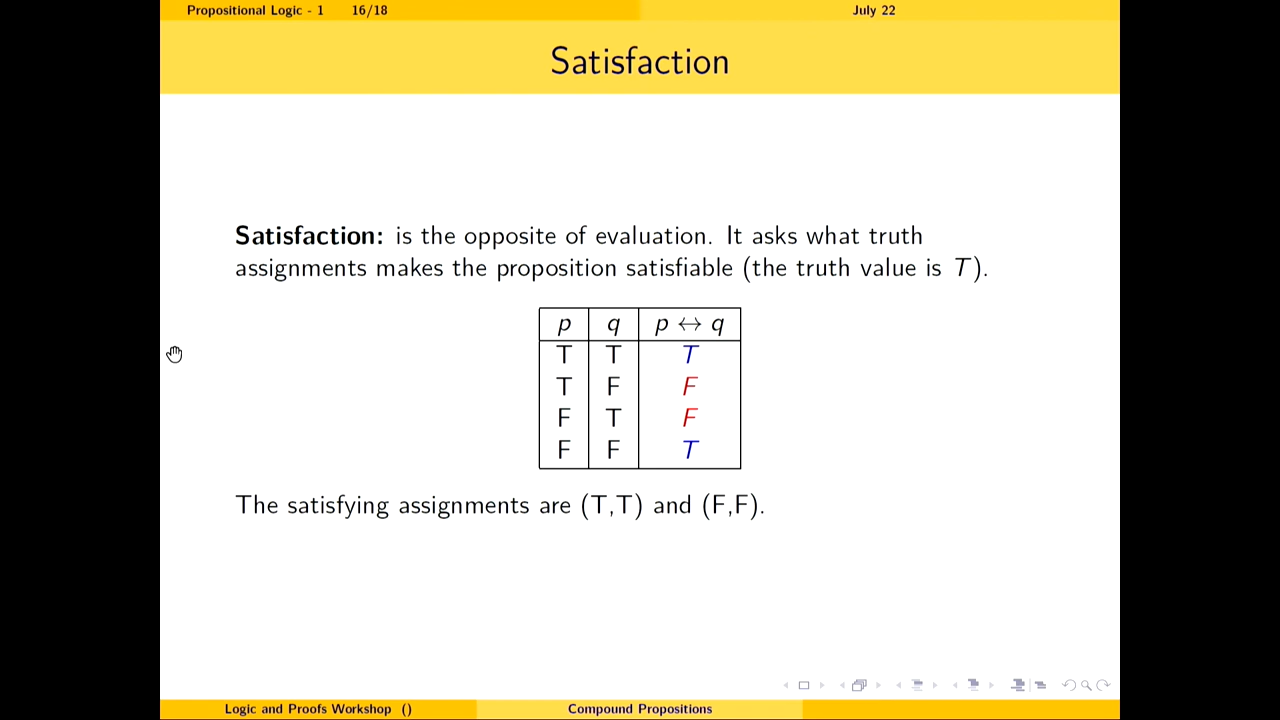 Propositional Logic - 1 16/18 July 22
Satisfaction
Satisfaction: is the opposite of evaluation. It asks what truth
assignments makes the proposition satisfiable (the truth value is T).
p q p ↔ q
T T T
T F F
F T F
F F T
The satisfying assignments are (T,T) and (F,F).
Logic and Proofs Workshop () Compound Propositions